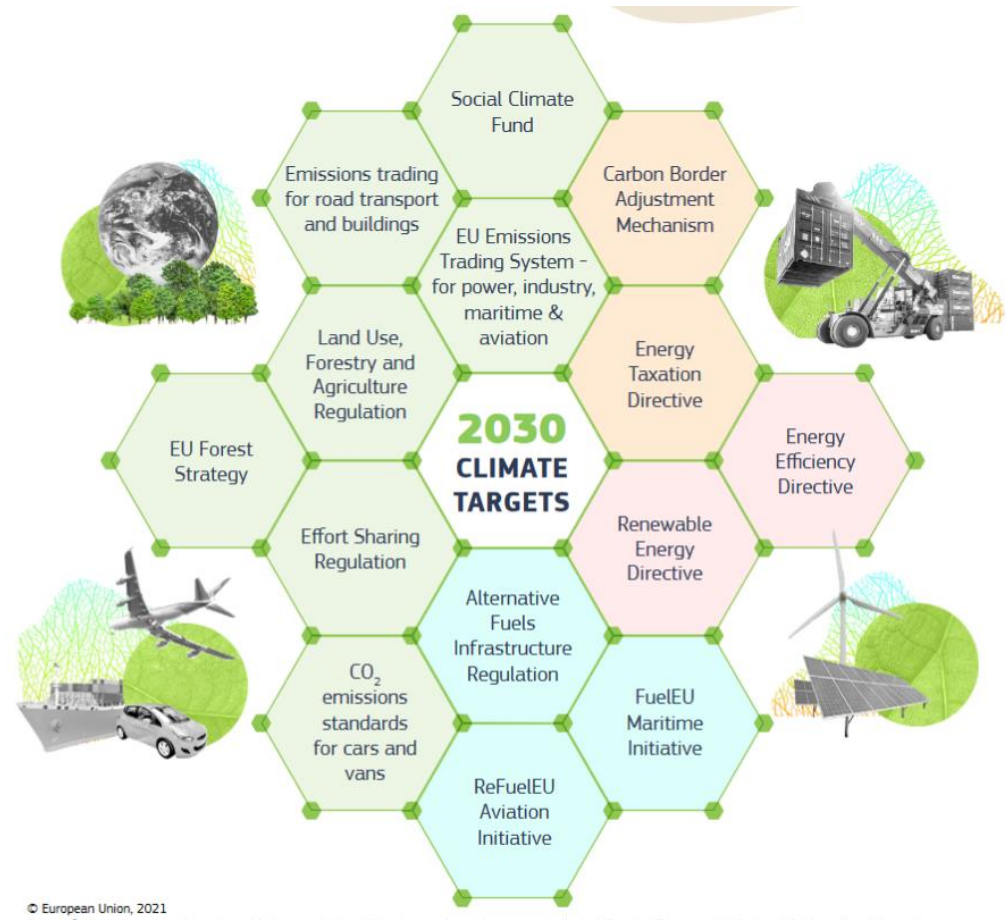 Social Climate
Fund
Emissions trading
for road transport
and buildings
Carbon Border
Adjustment
Mechanism
EU Emissions
Trading System -
for power, industry,
maritime &
aviation
Land Use,
Forestry and
Agriculture
Regulation
Energy
Taxation
Directive
EU Forest
Strategy
2030
CLIMATE
TARGETS
Energy
Efficiency
Directive
Effort Sharing
Regulation
Renewable
Energy
Directive
Alternative
Fuels
Infrastructure
Regulation
CO₂
emissions
standards
for cars and
vans
FuelEU
Maritime
Initiative
ReFuelEU
Aviation
Initiative
© European Union, 2021